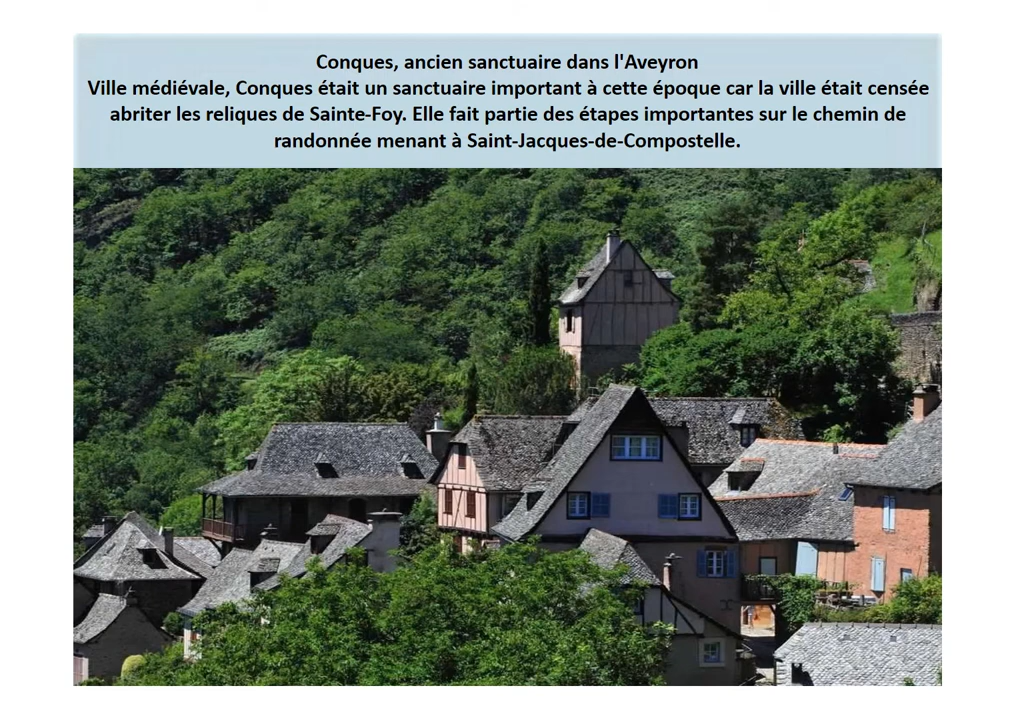 Conques, ancien sanctuaire dans l'Aveyron
Ville médiévale, Conques était un sanctuaire important à cette époque car la ville était censée
abriter les reliques de Sainte-Foy. Elle fait partie des étapes importantes sur le chemin de
randonnée menant à Saint-Jacques-de-Compostelle.